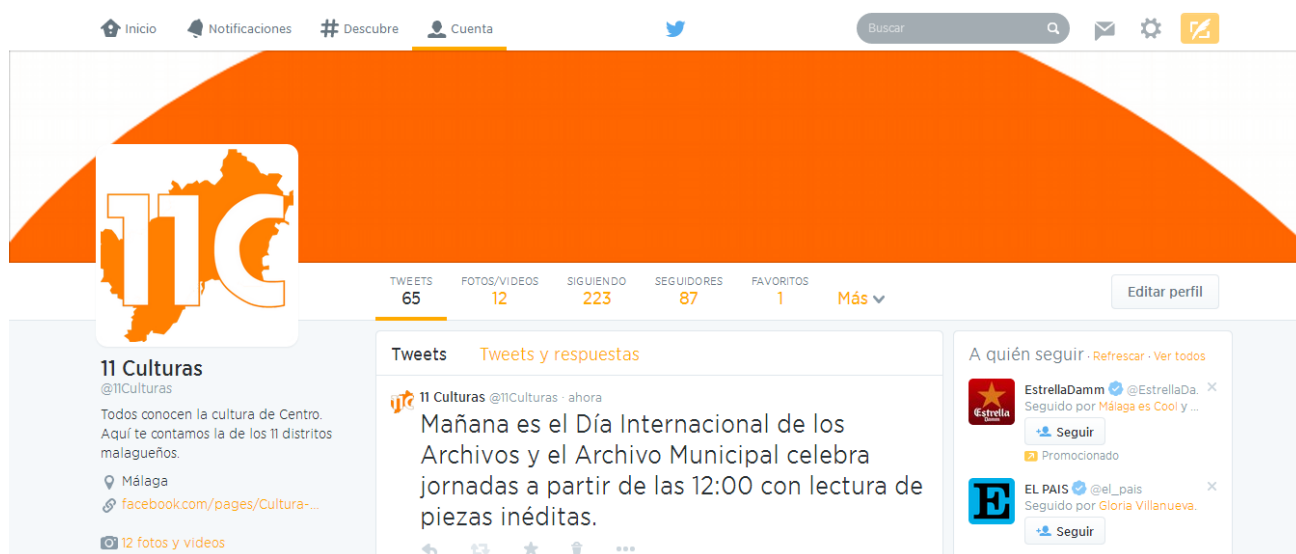 Inicio Notificaciones Descubre Cuenta Buscar
11C
TWEETS FOTOS/VIDEOS SIGUIENDO SEGUIDORES FAVORITOS
65 12 223 87 1 Más
Editar perfil
11 Culturas
@11Culturas
Todos conocen la cultura de Centro.
Aquí te contamos la de los 11 distritos
malagueños.
Málaga
facebook.com/pages/Cultura-...
12 fotos y videos
Tweets Tweets y respuestas
11C
11 Culturas @11Culturas · ahora
Mañana es el Día Internacional de los
Archivos y el Archivo Municipal celebra
jornadas a partir de las 12:00 con lectura de
piezas inéditas.
A quién seguir · Refrescar · Ver todos
Estrella
Damm
EstrellaDamm @EstrellaDa.
Seguido por Málaga es Cool y ...
Seguir
Promocionado
E
EL PAIS @el_pais
Seguido por Gloria Villanueva.
Seguir